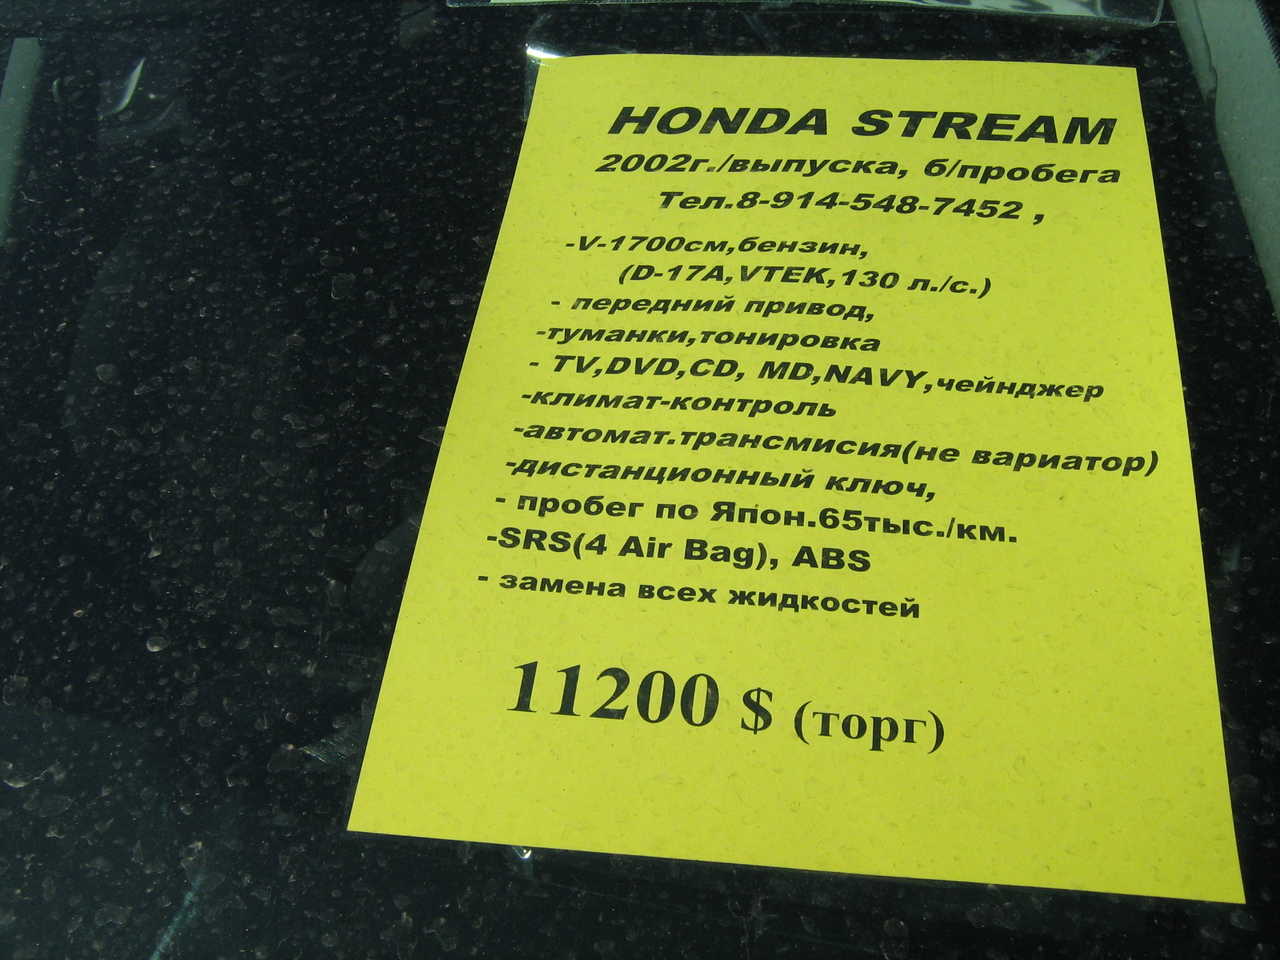 HONDA STREAM
2002г./выпуска, б/пробега
Тел.8-914-548-7452 ,
-V-1700см,бензин,
(D-17A,VTEK,130 л./с.)
- передний привод,
-туманки,тонировка
- TV,DVD,CD, MD,NAVY,чейнджер
-климат-контроль
-автомат.трансмисия(не вариатор)
-дистанционный ключ,
- пробег по Япон.65тыс./км.
-SRS(4 Air Bag), ABS
- замена всех жидкостей
11200 $ (торг)